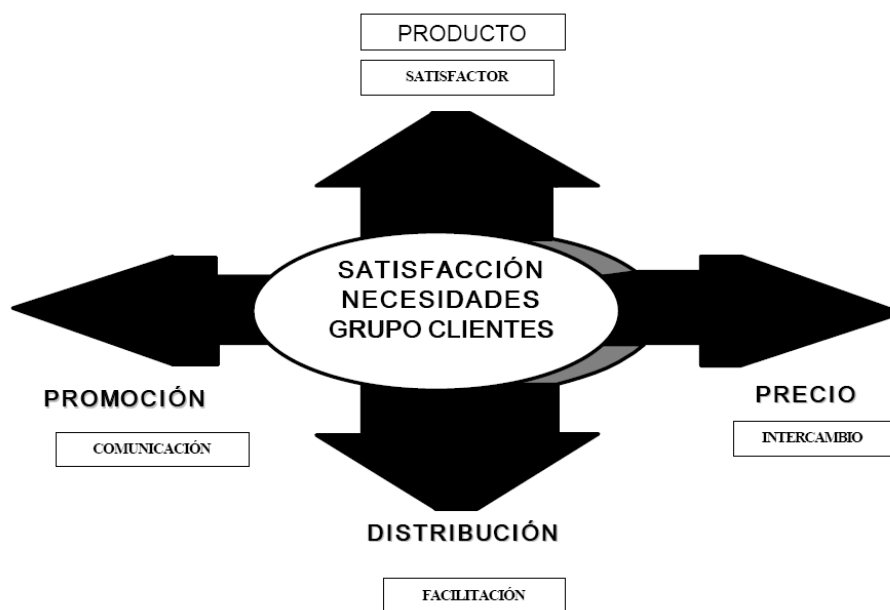 PRODUCTO
SATISFACTOR
SATISFACCIÓN
NECESIDADES
GRUPO CLIENTES
PROMOCIÓN
COMUNICACIÓN
PRECIO
INTERCAMBIO
DISTRIBUCIÓN
FACILITACIÓN